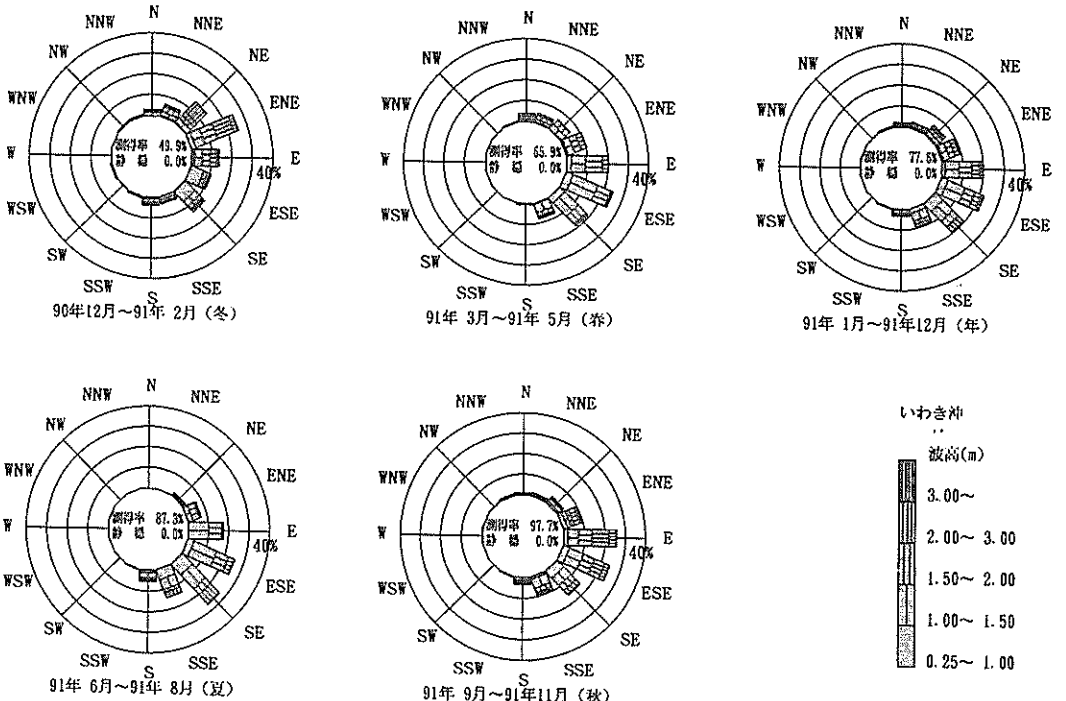 N
NNW
NNE
NW
NE
WNW
ENE
測得率 49.9%
静 穏 0.0%
W
E
40%
WSW
ESE
SW
SE
SSW
SSE
S
90年12月～91年 2月 (冬)
N
NNW
NNE
NW
NE
WNW
ENE
測得率 65.9%
静 穏 0.0%
W
E
40%
WSW
ESE
SW
SE
SSW
SSE
S
91年 3月～91年 5月 (春)
N
NNW
NNE
NW
NE
WNW
ENE
測得率 77.6%
静 穏 0.0%
W
E
40%
WSW
ESE
SW
SE
SSW
SSE
S
91年 1月～91年12月 (年)
N
NNW
NNE
NW
NE
WNW
ENE
測得率 87.3%
静 穏 0.0%
W
E
40%
WSW
ESE
SW
SE
SSW
SSE
S
91年 6月～91年 8月 (夏)
N
NNW
NNE
NW
NE
WNW
ENE
測得率 97.7%
静 穏 0.0%
W
E
40%
WSW
ESE
SW
SE
SSW
SSE
S
91年 9月～91年11月 (秋)
いわき沖
波高(m)
3.00～
2.00～ 3.00
1.50～ 2.00
1.00～ 1.50
0.25～ 1.00